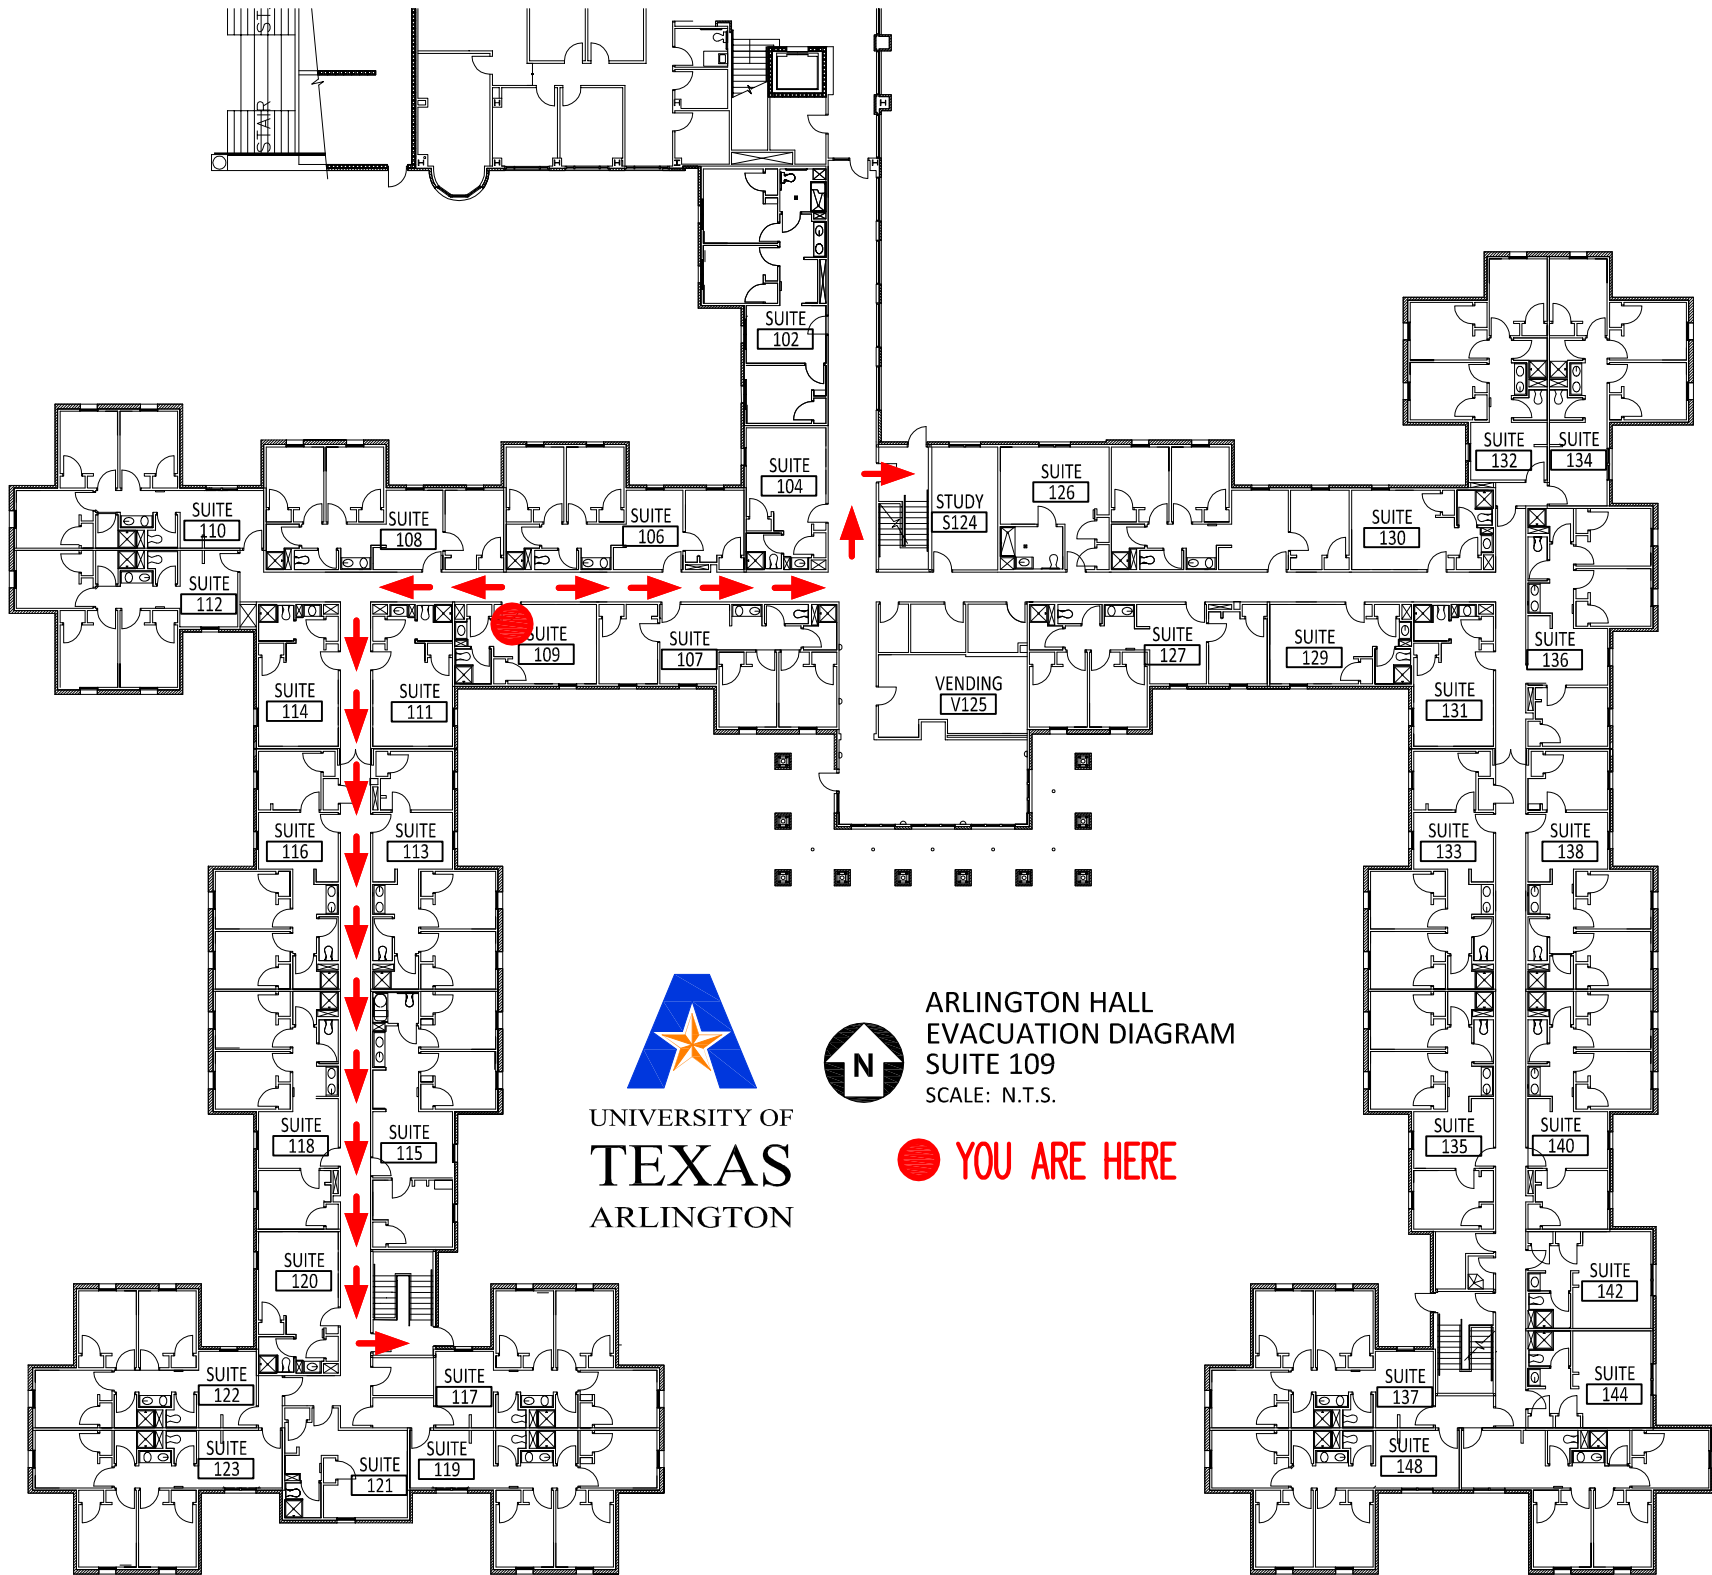 STAIR
SUITE
102
SUITE
104
SUITE
106
SUITE
108
SUITE
110
SUITE
112
STUDY
S124
SUITE
126
SUITE
130
SUITE
132
SUITE
134
SUITE
136
SUITE
109
SUITE
107
SUITE
127
SUITE
129
SUITE
131
VENDING
V125
SUITE
114
SUITE
111
SUITE
116
SUITE
113
SUITE
133
SUITE
138
SUITE
118
SUITE
115
SUITE
135
SUITE
140
SUITE
120
SUITE
142
SUITE
122
SUITE
117
SUITE
137
SUITE
144
SUITE
123
SUITE
121
SUITE
119
SUITE
148
UNIVERSITY OF
TEXAS
ARLINGTON
N
ARLINGTON HALL
EVACUATION DIAGRAM
SUITE 109
SCALE: N.T.S.
YOU ARE HERE